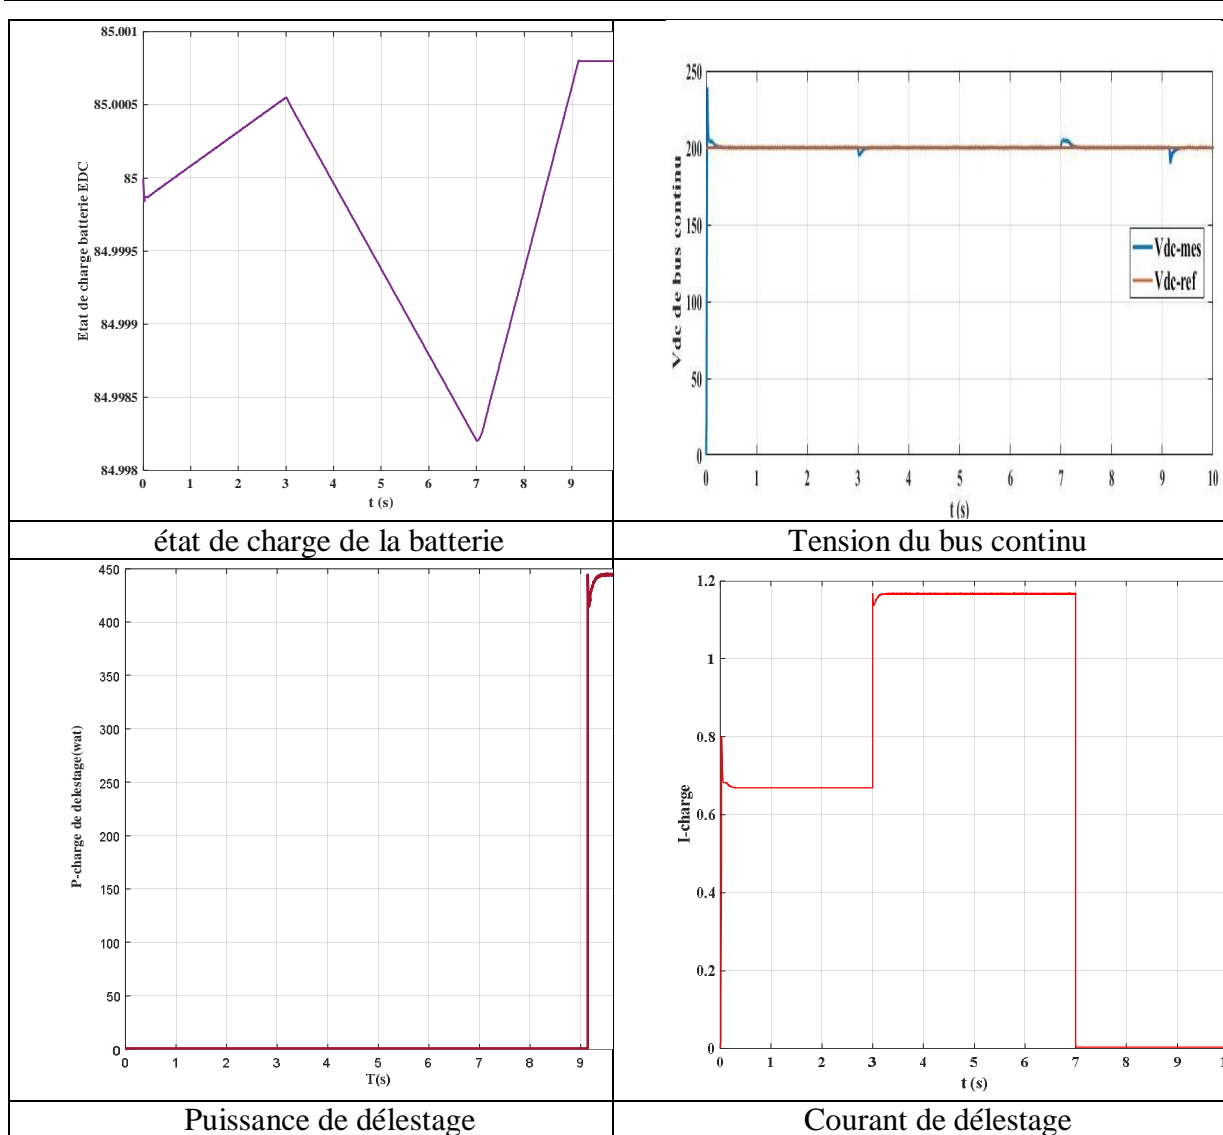 85.001
85.0005
85
84.9995
84.999
84.9985
84.998
Etat de charge batterie EDC
0 1 2 3 4 5 6 7 8 9
t (s)
250
200
150
100
50
0
Vdc de bus continu
Vdc-mes
Vdc-ref
0 1 2 3 4 5 6 7 8 9 10
t (s)
état de charge de la batterie
Tension du bus continu
450
400
350
300
250
200
150
100
50
0
P-charge de delestage(wat)
0 1 2 3 4 5 6 7 8 9
T(s)
1.2
1
0.8
0.6
0.4
0.2
0
I-charge
0 1 2 3 4 5 6 7 8 9 1
t (s)
Puissance de délestage
Courant de délestage